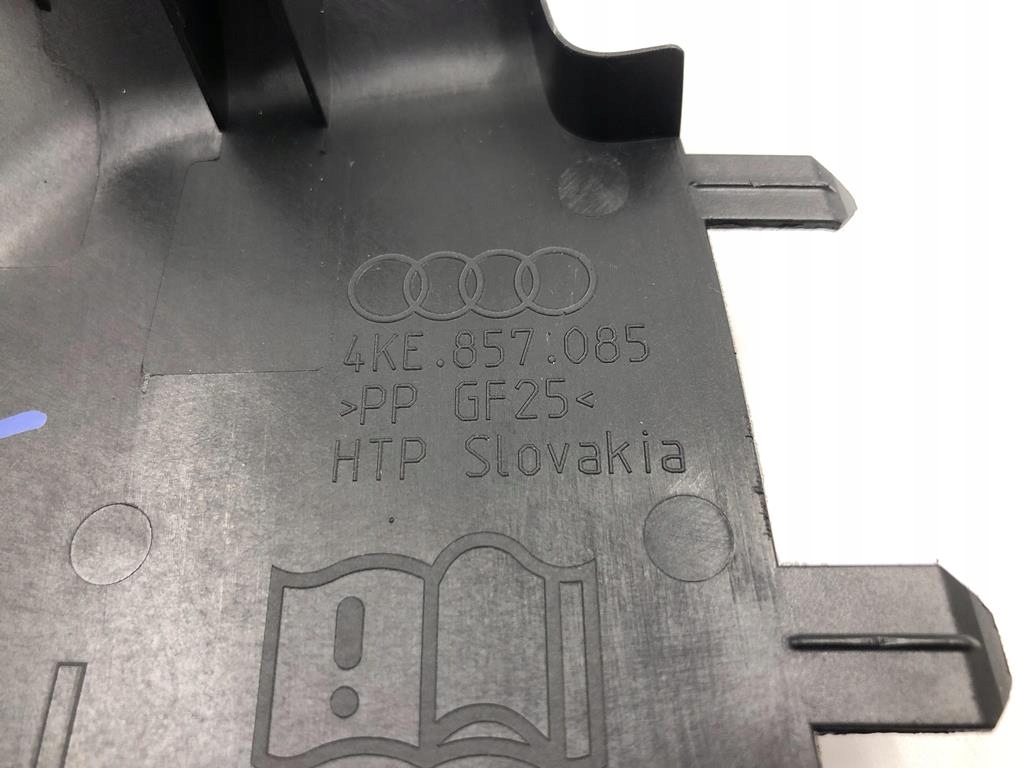 4KE.857.085
>PP GF25<
HTP Slovakia